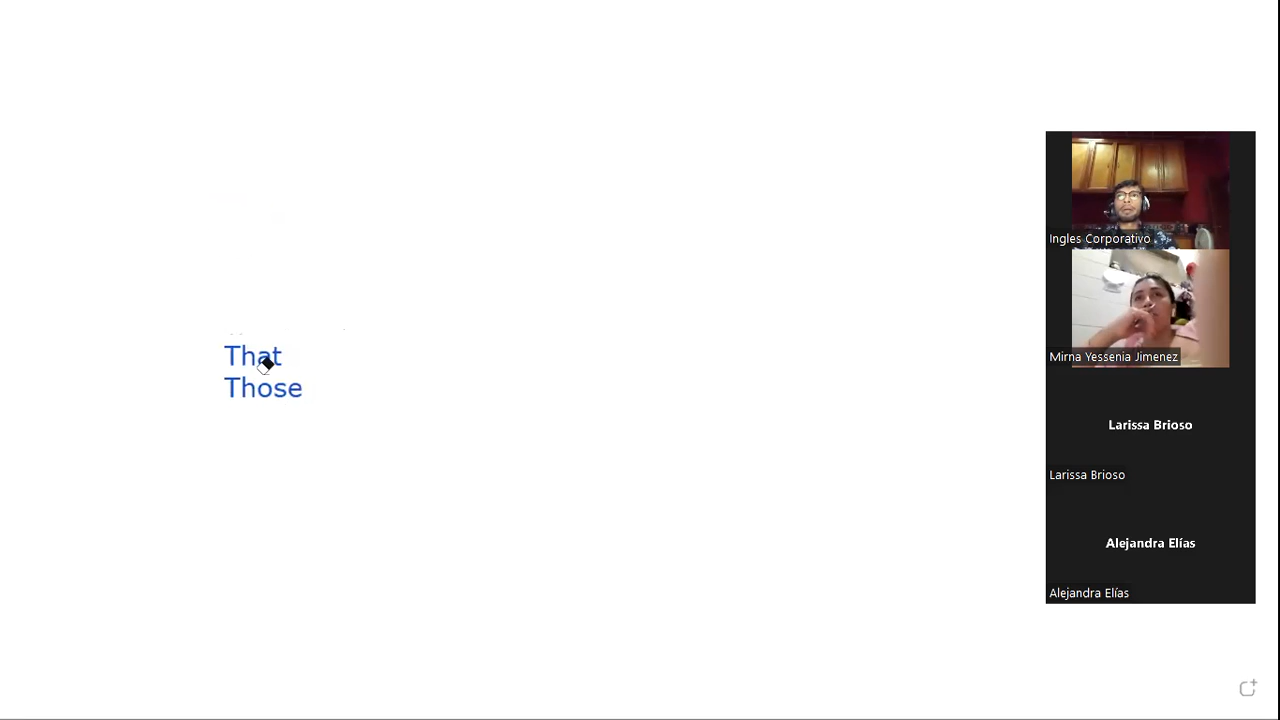 That
Those
Ingles Corporativo
Mirna Yessenia Jimenez
Larissa Brioso
Larissa Brioso
Alejandra Elías
Alejandra Elías